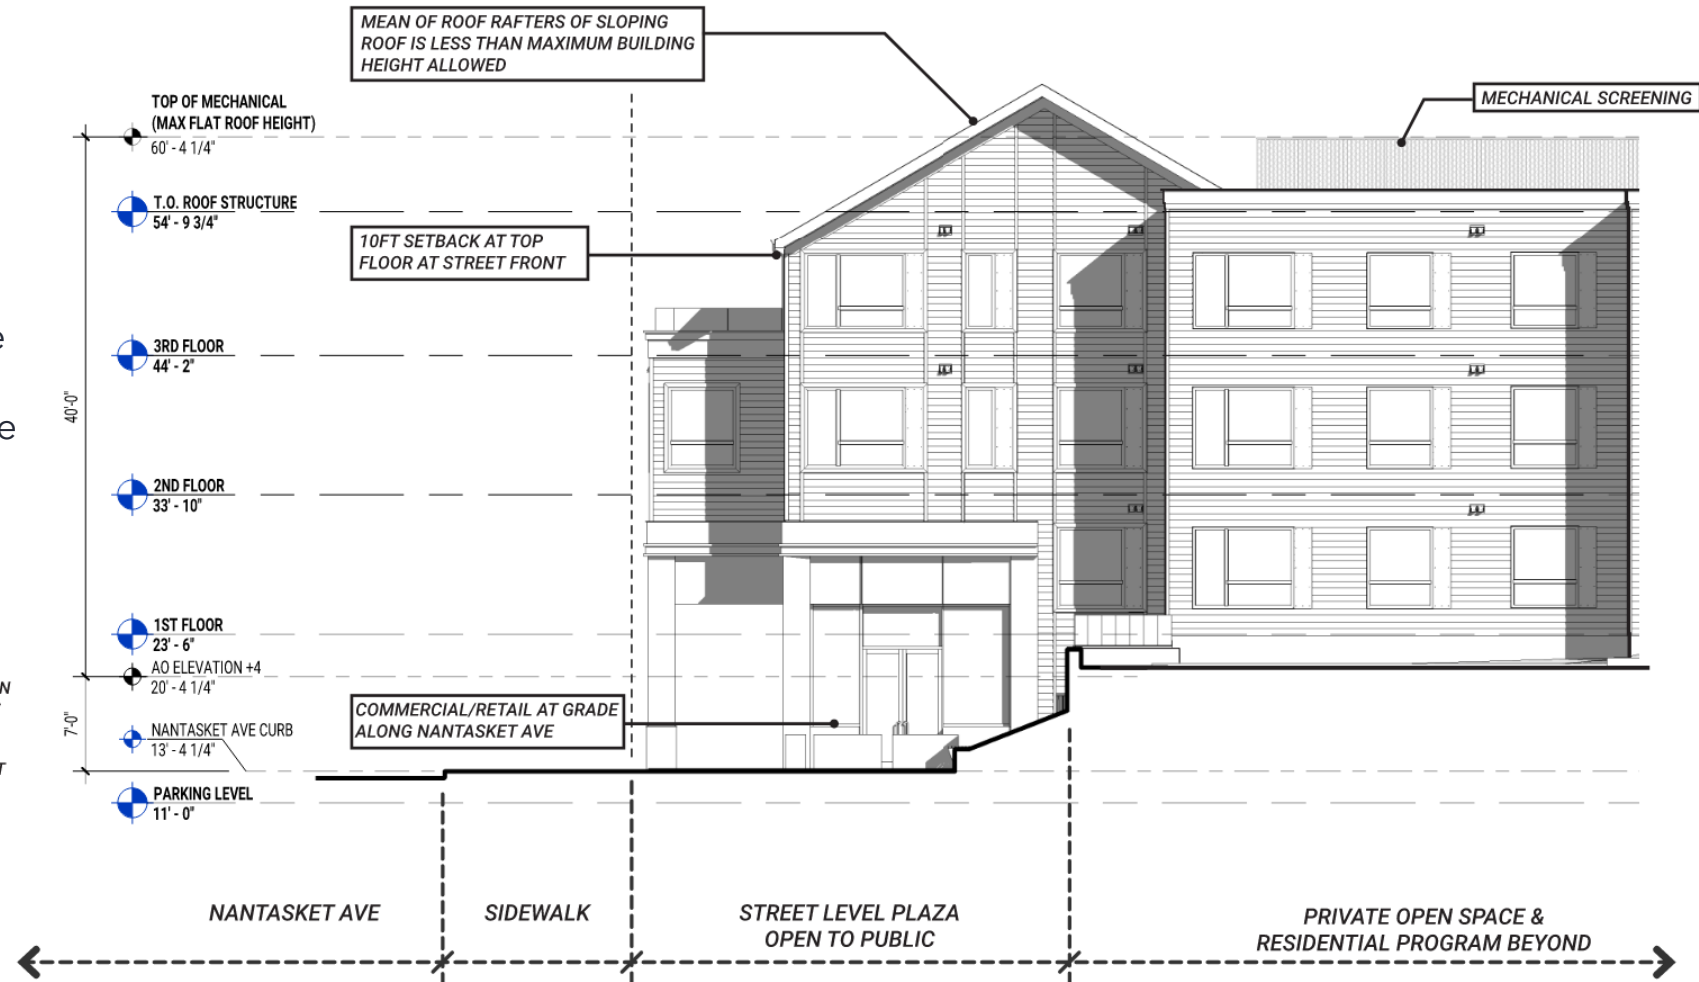 MEAN OF ROOF RAFTERS OF SLOPING
ROOF IS LESS THAN MAXIMUM BUILDING
HEIGHT ALLOWED
MECHANICAL SCREENING
TOP OF MECHANICAL
(MAX FLAT ROOF HEIGHT)
60' - 4 1/4"
T.O. ROOF STRUCTURE
54' - 9 3/4"
10FT SETBACK AT TOP
FLOOR AT STREET FRONT
e
3RD FLOOR
44' - 2"
40'-0"
e
2ND FLOOR
33' - 10"
1ST FLOOR
23' - 6"
AO ELEVATION +4
20' - 4 1/4"
N
COMMERCIAL/RETAIL AT GRADE
ALONG NANTASKET AVE
7'-0"
NANTASKET AVE CURB
13' - 4 1/4"
T
PARKING LEVEL
11' - 0"
NANTASKET AVE
SIDEWALK
STREET LEVEL PLAZA
OPEN TO PUBLIC
PRIVATE OPEN SPACE &
RESIDENTIAL PROGRAM BEYOND